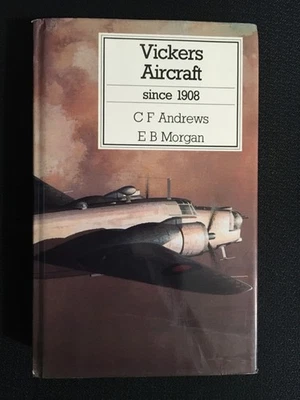 Vickers
Aircraft
since 1908
C F Andrews
E B Morgan